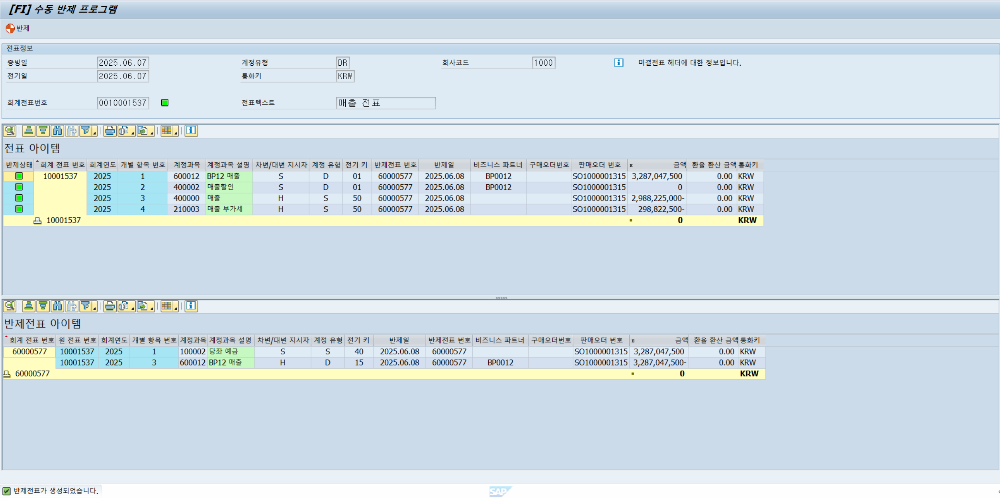 [FI] 수동 반제 프로그램
반제
전표정보
증빙일 2025.06.07 계정유형 DR 회사코드 1000 미결전표 헤더에 대한 정보입니다.
전기일 2025.06.07 통화키 KRW
회계전표번호 0010001537 전표텍스트 매출 전표
전표 아이템
반제상태 회계 전표 번호 회계연도 개별 항목 번호 계정과목 계정과목 설명 차변/대변 지시자 계정 유형 전기 키 반제전표 번호 반제일 비즈니스 파트너 구매오더번호 판매오더 번호 Σ 금액 환율 환산 금액 통화키
10001537 2025 1 600012 BP12 매출 S D 01 60000577 2025.06.08 BP0012 SO1000001315 3,287,047,500 0.00 KRW
2025 2 400002 매출할인 S D 01 60000577 2025.06.08 BP0012 SO1000001315 0 0.00 KRW
2025 3 400000 매출 H S 50 60000577 2025.06.08 SO1000001315 2,988,225,000- 0.00 KRW
2025 4 210003 매출 부가세 H S 50 60000577 2025.06.08 SO1000001315 298,822,500- 0.00 KRW
10001537 0 KRW
반제전표 아이템
회계 전표 번호 원 전표 번호 회계연도 개별 항목 번호 계정과목 계정과목 설명 차변/대변 지시자 계정 유형 전기 키 반제일 반제전표 번호 비즈니스 파트너 구매오더번호 판매오더 번호 Σ 금액 환율 환산 금액 통화키
60000577 10001537 2025 1 100002 당좌 예금 S S 40 2025.06.08 60000577 SO1000001315 3,287,047,500 0.00 KRW
10001537 2025 3 600012 BP12 매출 H D 15 2025.06.08 60000577 BP0012 SO1000001315 3,287,047,500- 0.00 KRW
60000577 0 KRW
반제전표가 생성되었습니다.
SAP